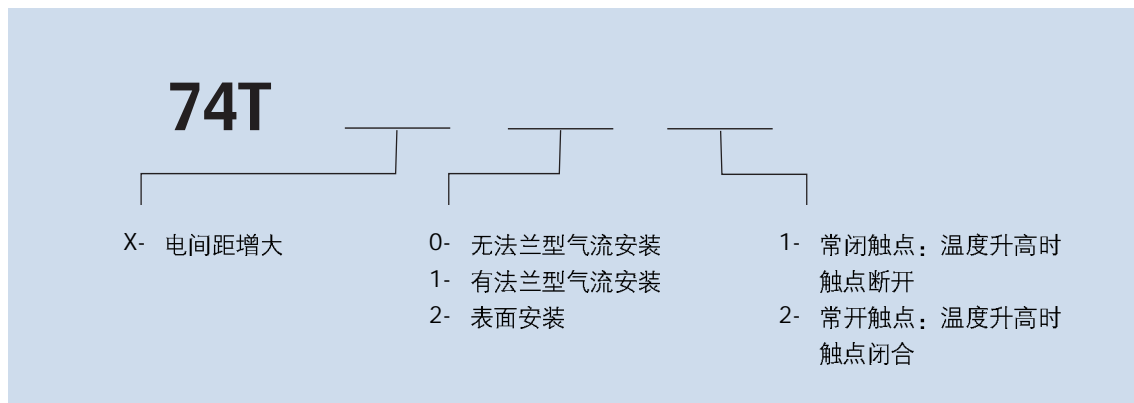 74T
X- 电间距增大
0- 无法兰型气流安装
1- 有法兰型气流安装
2- 表面安装
1- 常闭触点：温度升高时
触点断开
2- 常开触点：温度升高时
触点闭合